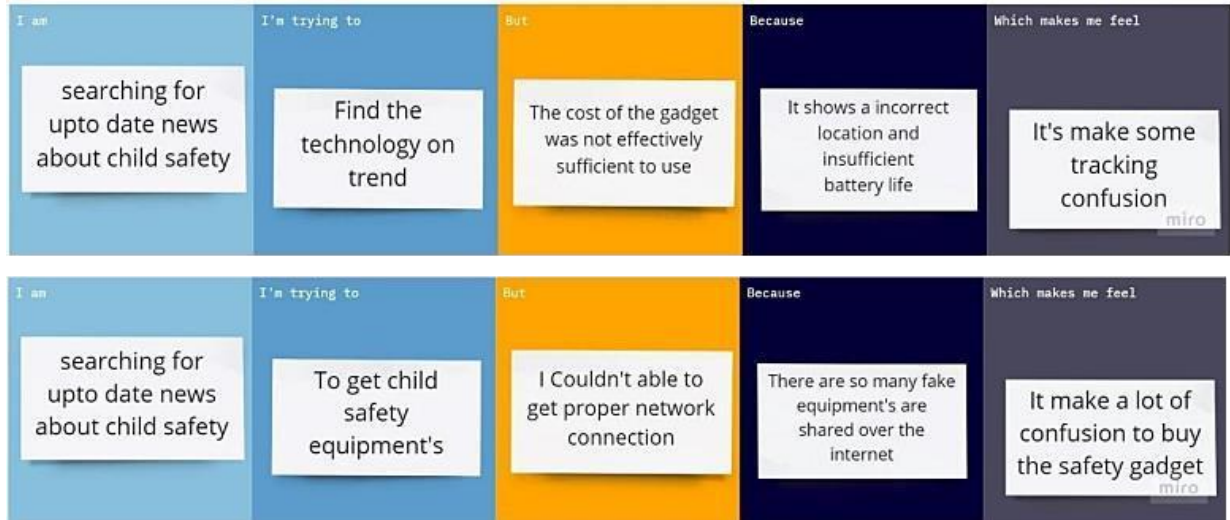 I am
I'm trying to
But
Because
Which makes me feel
searching for
upto date news
about child safety
Find the
technology on
trend
The cost of the gadget
was not effectively
sufficient to use
It shows a incorrect
location and
insufficient
battery life
It's make some
tracking
confusion
miro
I am
I'm trying to
But
Because
Which makes me feel
searching for
upto date news
about child safety
To get child
safety
equipment's
I Couldn't able to
get proper network
connection
There are so many fake
equipment's are
shared over the
internet
It make a lot of
confusion to buy
the safety gadget
miro